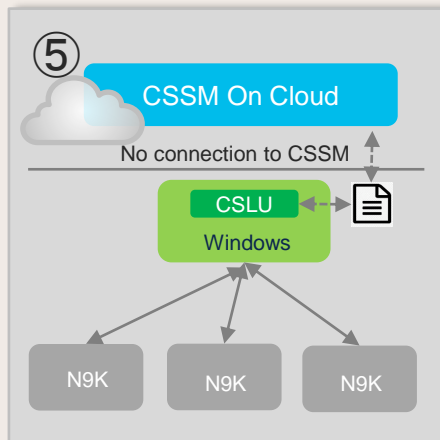 ⑤
CSSM On Cloud
No connection to CSSM
CSLU
Windows
N9K
N9K
N9K